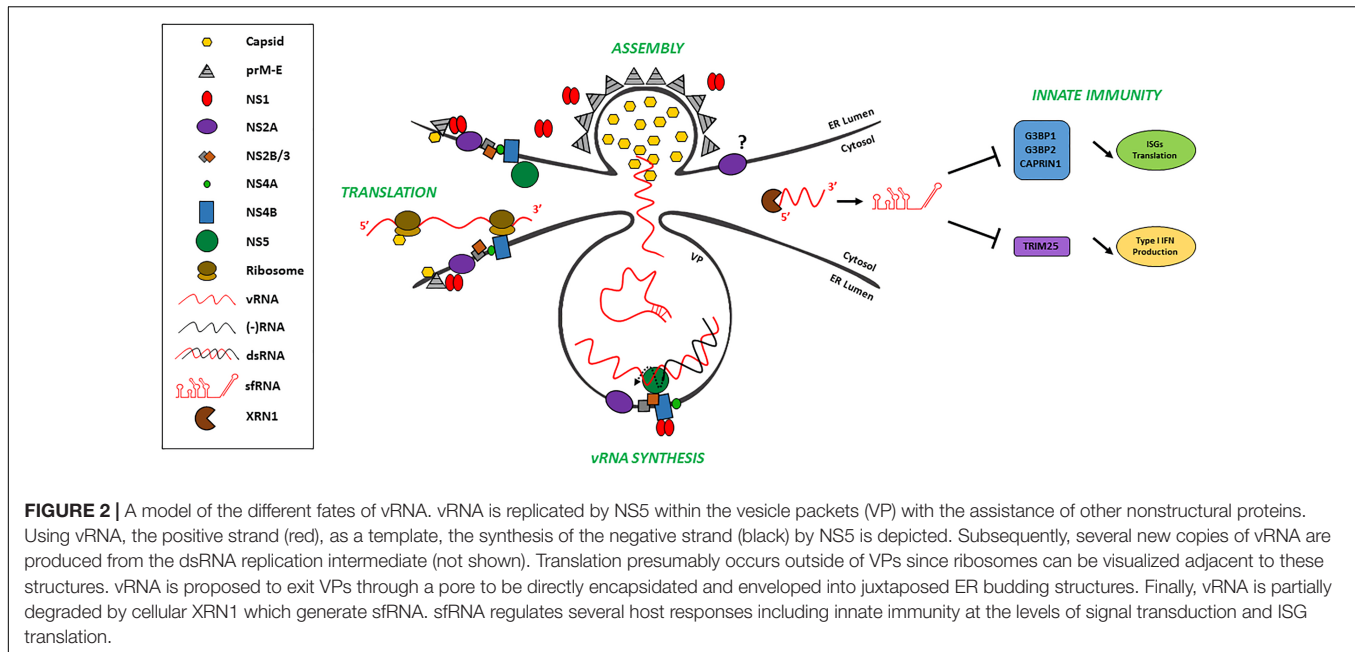 Capsid
prM-E
NS1
NS2A
NS2B/3
NS4A
NS4B
NS5
Ribosome
vRNA
(-)RNA
dsRNA
sfRNA
XRN1
ASSEMBLY
?
ER Lumen
Cytosol
TRANSLATION
5'
3'
VP
Cytosol
ER Lumen
vRNA SYNTHESIS
5'
3'
INNATE IMMUNITY
G3BP1
G3BP2
CAPRIN1
ISGs
Translation
TRIM25
Type I IFN
Production
FIGURE 2 | A model of the different fates of vRNA. vRNA is replicated by NS5 within the vesicle packets (VP) with the assistance of other nonstructural proteins.
Using vRNA, the positive strand (red), as a template, the synthesis of the negative strand (black) by NS5 is depicted. Subsequently, several new copies of vRNA are
produced from the dsRNA replication intermediate (not shown). Translation presumably occurs outside of VPs since ribosomes can be visualized adjacent to these
structures. vRNA is proposed to exit VPs through a pore to be directly encapsidated and enveloped into juxtaposed ER budding structures. Finally, vRNA is partially
degraded by cellular XRN1 which generate sfRNA. sfRNA regulates several host responses including innate immunity at the levels of signal transduction and ISG
translation.